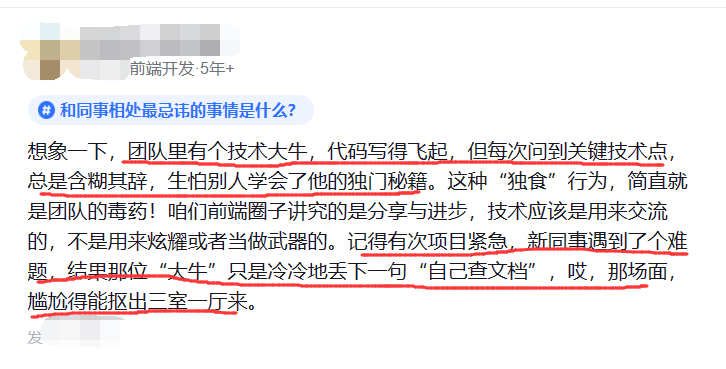 前端开发·5年+
# 和同事相处最忌讳的事情是什么?
想象一下，团队里有个技术大牛，代码写得飞起，但每次问到关键技术点，
总是含糊其辞，生怕别人学会了他的独门秘籍。这种“独食”行为，简直就
是团队的毒药！咱们前端圈子讲究的是分享与进步，技术应该是用来交流
的，不是用来炫耀或者当做武器的。记得有次项目紧急，新同事遇到了个难
题，结果那位“大牛”只是冷冷地丢下一句“自己查文档”，哎，那场面，
尴尬得能抠出三室一厅来。
发